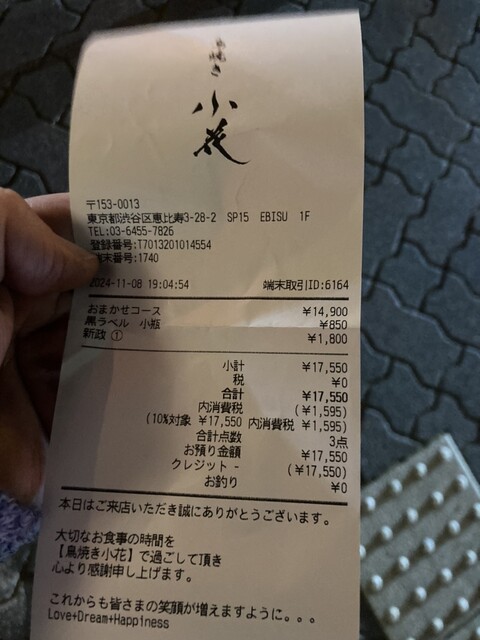 鳥焼き
小花
〒153-0013
東京都渋谷区恵比寿3-28-2 SP15 EBISU 1F
TEL:03-6455-7826
登録番号:T7013201014554
端末番号:1740
2024-11-08 19:04:54 端末取引ID:6164
おまかせコース ¥14,900
黒ラベル 小瓶 ¥850
新政 ① ¥1,800
小計 ¥17,550
税 ¥0
合計 ¥17,550
内消費税 (¥1,595)
(10%対象 ¥17,550 内消費税 ¥1,595)
合計点数 3点
お預り金額 ¥17,550
クレジット - (¥17,550)
お釣り ¥0
本日はご来店いただき誠にありがとうございます。
大切なお食事の時間を
【鳥焼き小花】で過ごして頂き
心より感謝申し上げます。
これからも皆さまの笑顔が増えますように。。。
Love+Dream+Happiness